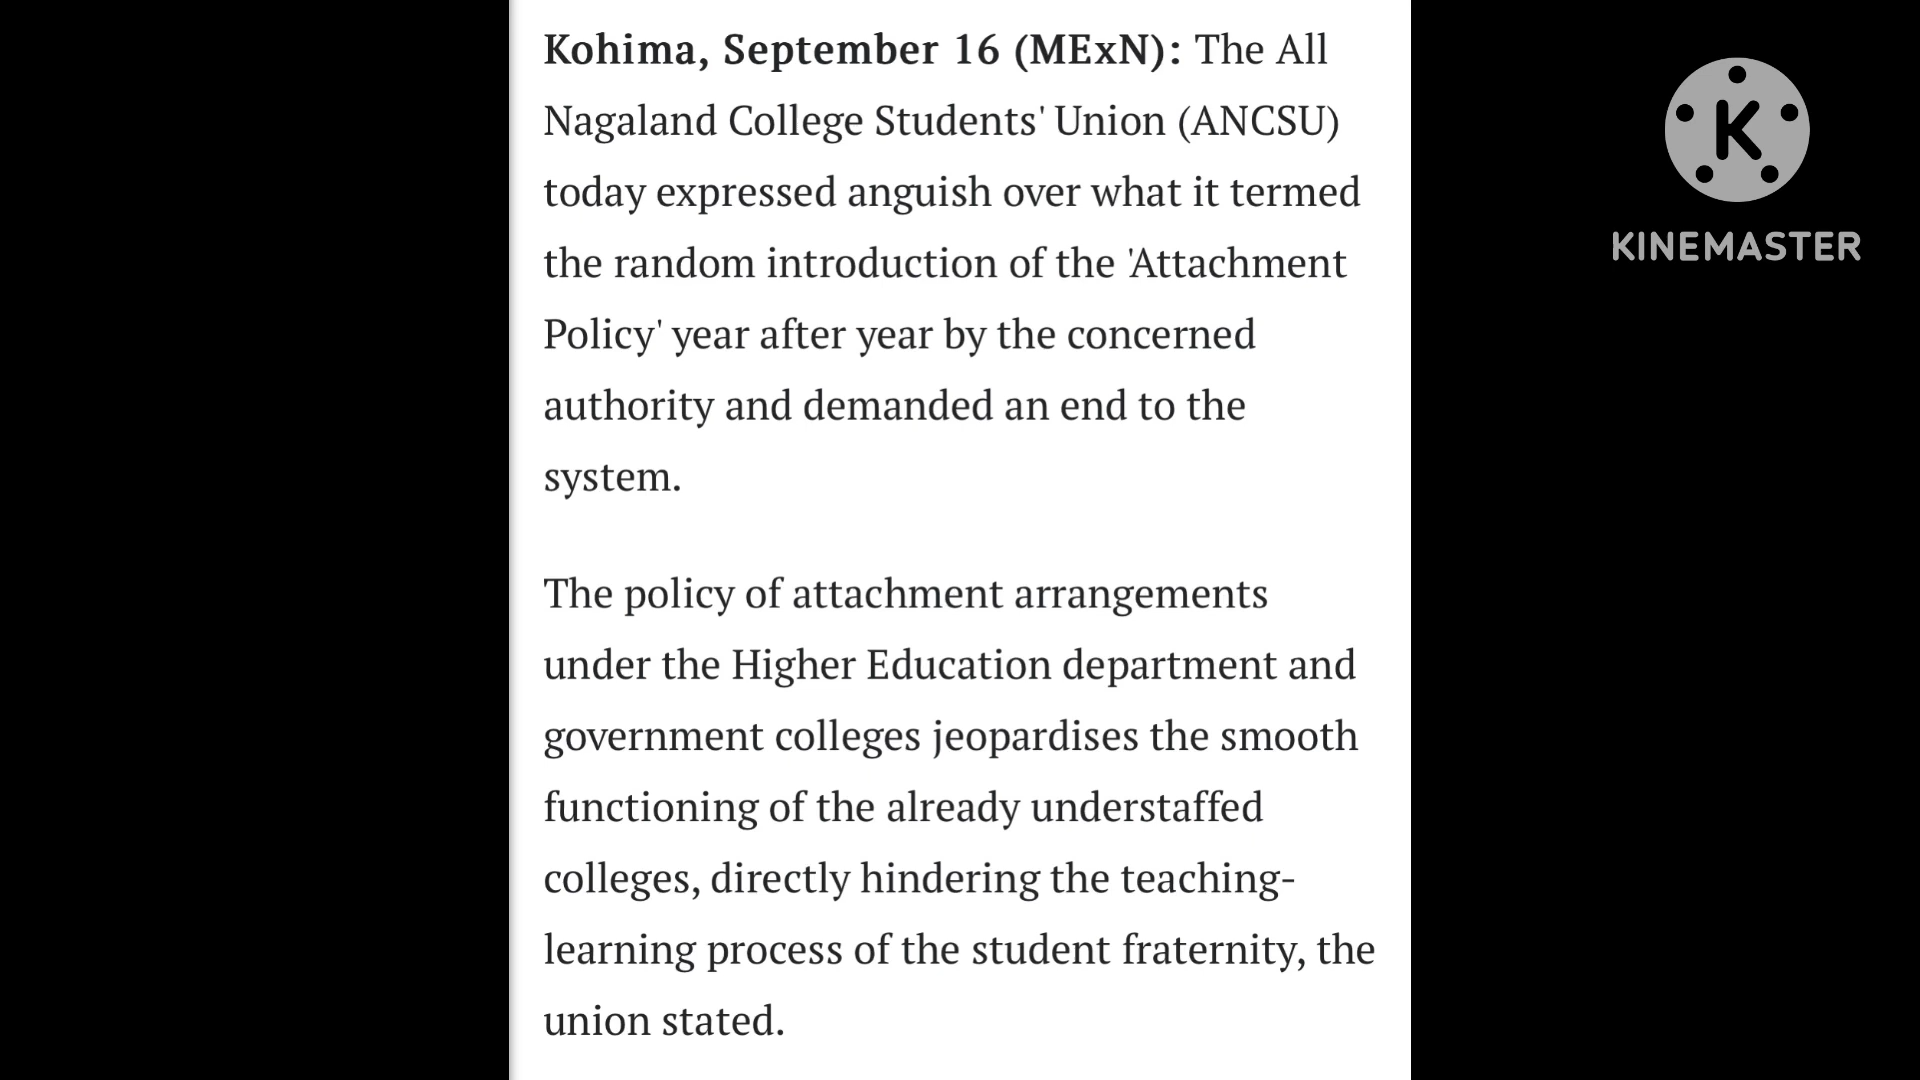 Kohima, September 16 (MExN): The All
Nagaland College Students' Union (ANCSU)
today expressed anguish over what it termed
the random introduction of the 'Attachment
Policy' year after year by the concerned
authority and demanded an end to the
system.
The policy of attachment arrangements
under the Higher Education department and
government colleges jeopardises the smooth
functioning of the already understaffed
colleges, directly hindering the teaching-
learning process of the student fraternity, the
union stated.
K
KINEMASTER